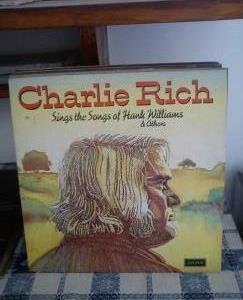 Charlie Rich
Sings the Songs of Hank Williams
& Others